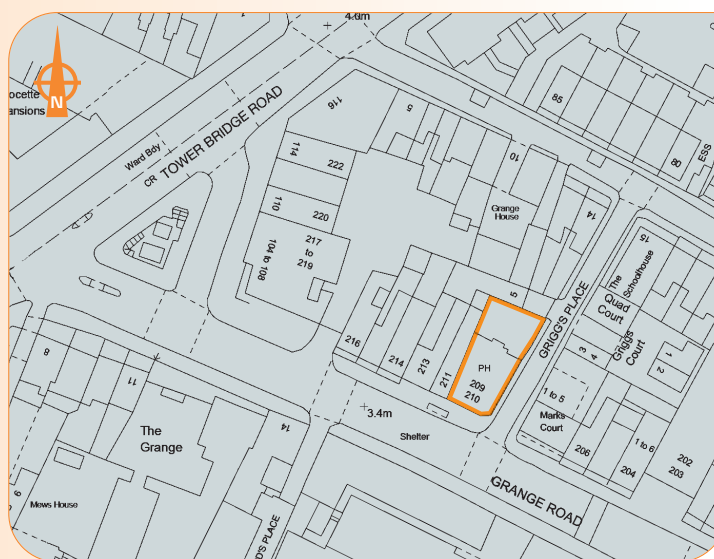 4.0m
ocette
ansions
N
Ward Bdy
CR
TOWER BRIDGE ROAD
116
5
85
80
ESS
114
222
10
110
220
Grange
House
14
15
The
Schoolhouse
104 to 108
217
to
219
5
GRIGG'S PLACE
Quad
Court
Griggs
Court
216
214
213
211
PH
209
210
3
4
1
2
1 to 5
Marks
Court
206
1 to 6
204
202
203
8
11
3.4m
Shelter
The
Grange
14
GRANGE ROAD
9
Mews House
D'S PLACE